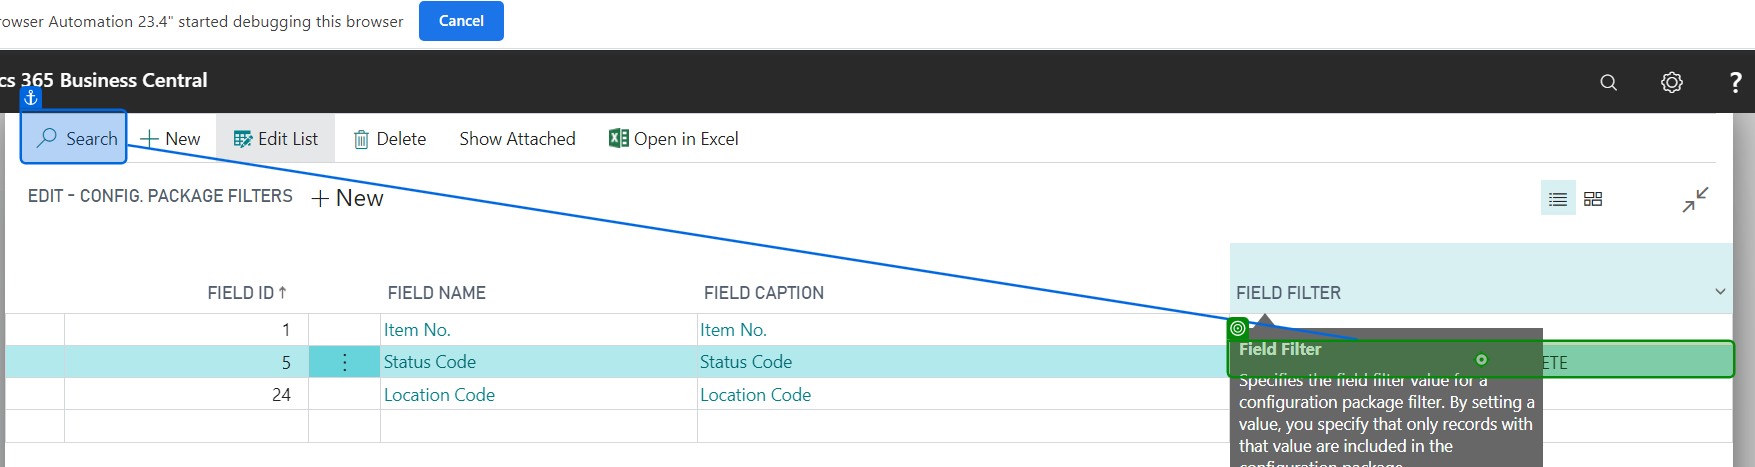 rowser Automation 23.4" started debugging this browser Cancel
cs 365 Business Central ?
Search + New Edit List Delete Show Attached Open in Excel
EDIT - CONFIG. PACKAGE FILTERS + New
FIELD ID ↑ FIELD NAME FIELD CAPTION FIELD FILTER
1 Item No. Item No.
5 Status Code Status Code ETE
24 Location Code Location Code
Field Filter
Specifies the field filter value for a
configuration package filter. By setting a
value, you specify that only records with
that value are included in the
configuration package.